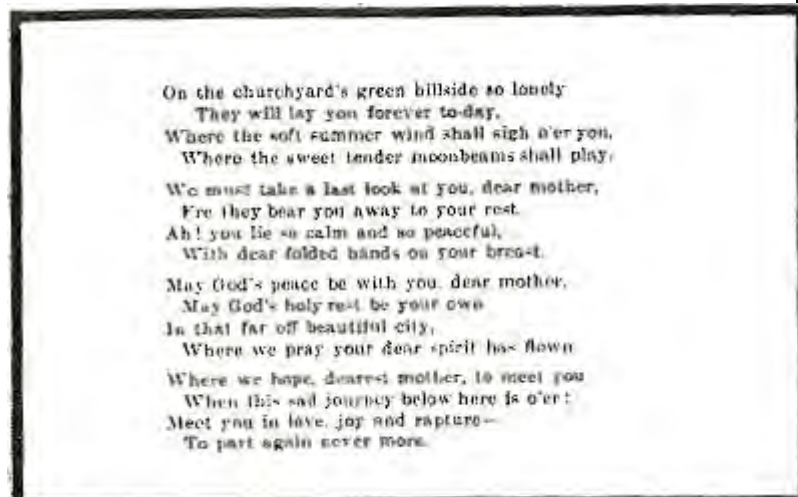 On the churchyard's green hillside so lonely
They will lay you forever to-day,
Where the soft summer wind shall sigh o'er you,
Where the sweet tender moonbeams shall play.
We must take a last look at you, dear mother,
Ere they bear you away to your rest.
Ah! you lie so calm and so peaceful,
With dear folded hands on your breast.
May God's peace be with you, dear mother,
May God's holy rest be your own
In that far off beautiful city,
Where we pray your dear spirit has flown
Where we hope, dearest mother, to meet you
When this sad journey below here is o'er;
Meet you in love, joy and rapture—
To part again never more.